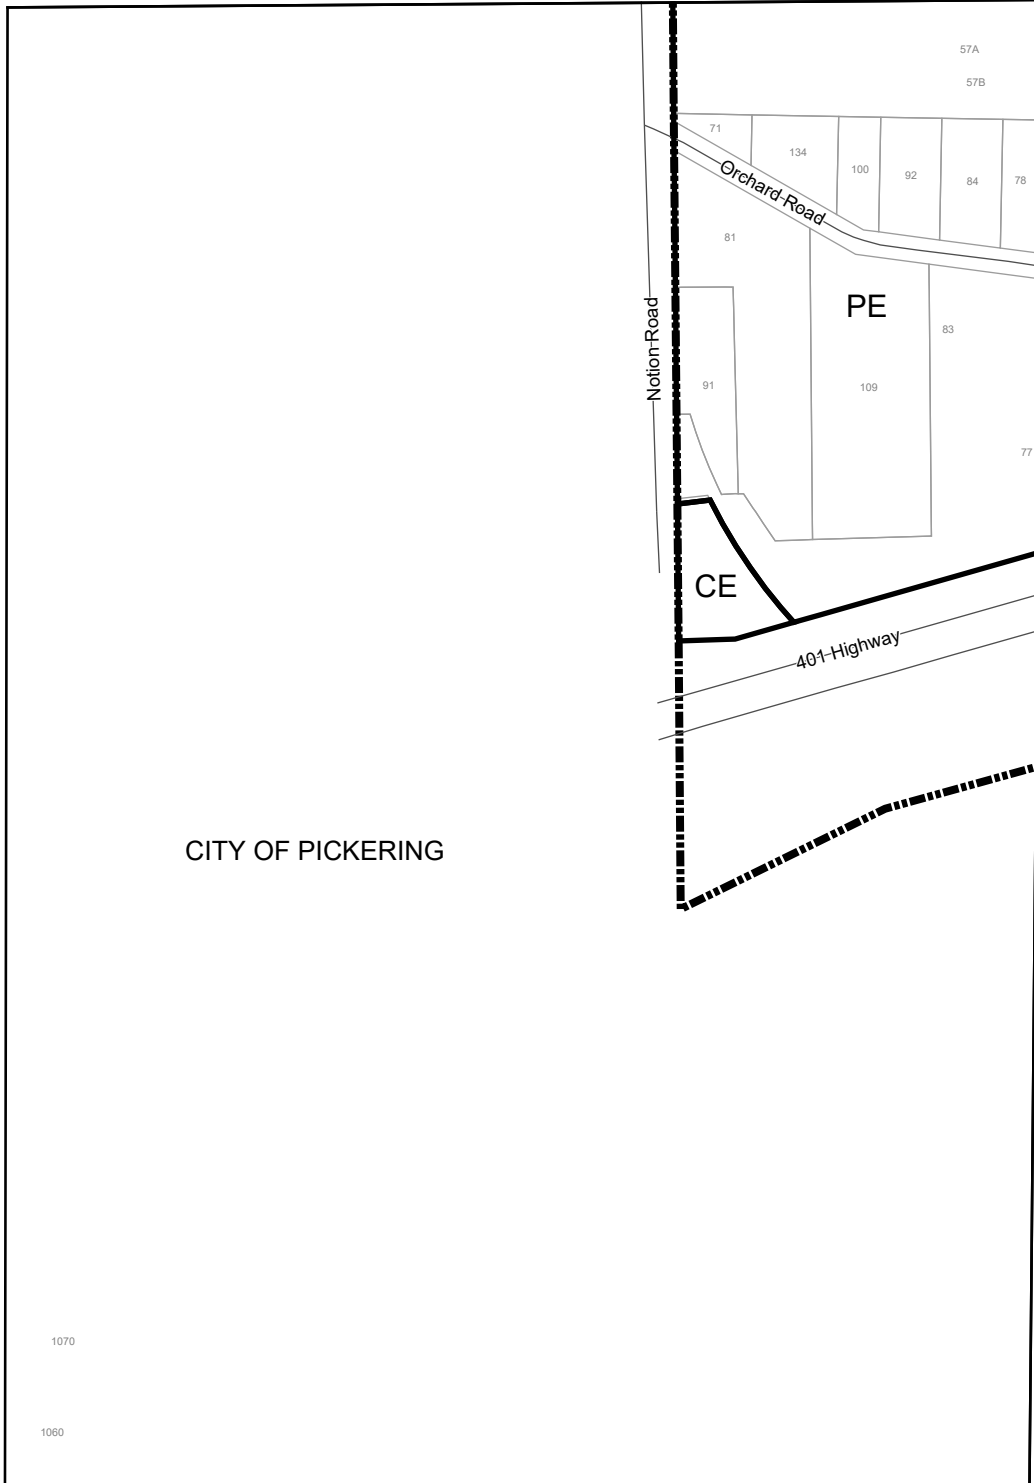 57A
57B
71
134
100
92
84
78
Orchard Road
81
PE
Notion Road
83
91
109
77
CE
401 Highway
CITY OF PICKERING
1070
1060